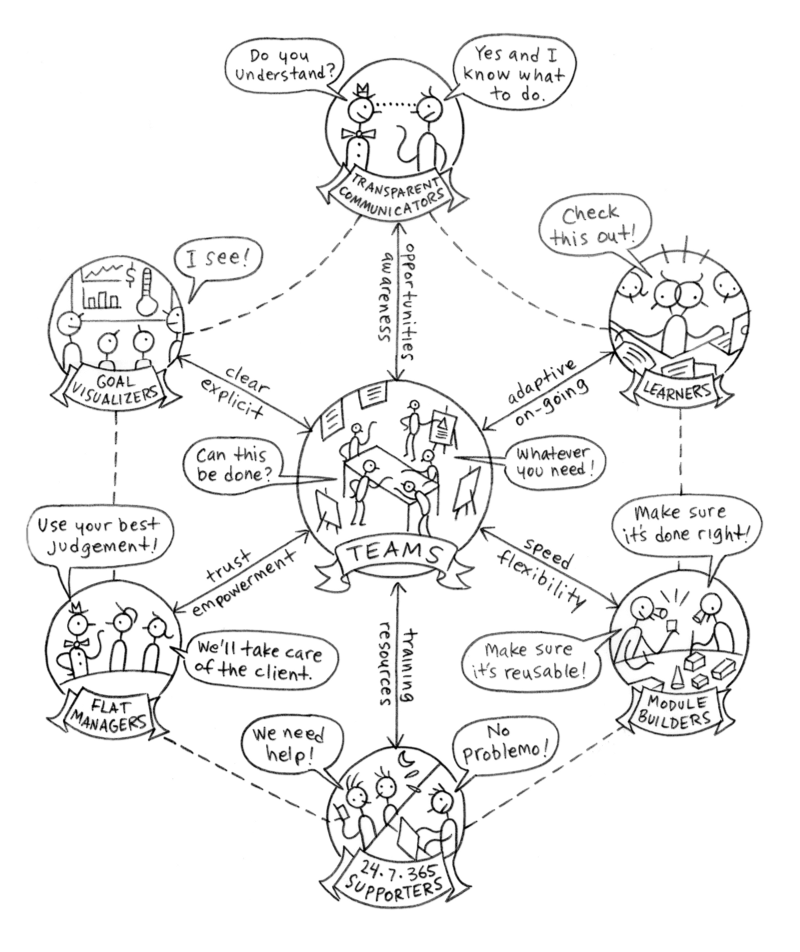 Do you
understand?
Yes and I
know what
to do.
TRANSPARENT
COMMUNICATORS
Check
this out!
I see!
GOAL
VISUALIZERS
LEARNERS
opportunities
awareness
clear
explicit
adaptive
on-going
Can this
be done?
Whatever
you need!
TEAMS
Use your best
judgement!
Make sure
it's done right!
trust
empowerment
speed
flexibility
We'll take care
of the client.
Make sure
it's reusable!
FLAT
MANAGERS
MODULE
BUILDERS
training
resources
We need
help!
No
problemo!
24.7.365
SUPPORTERS
$